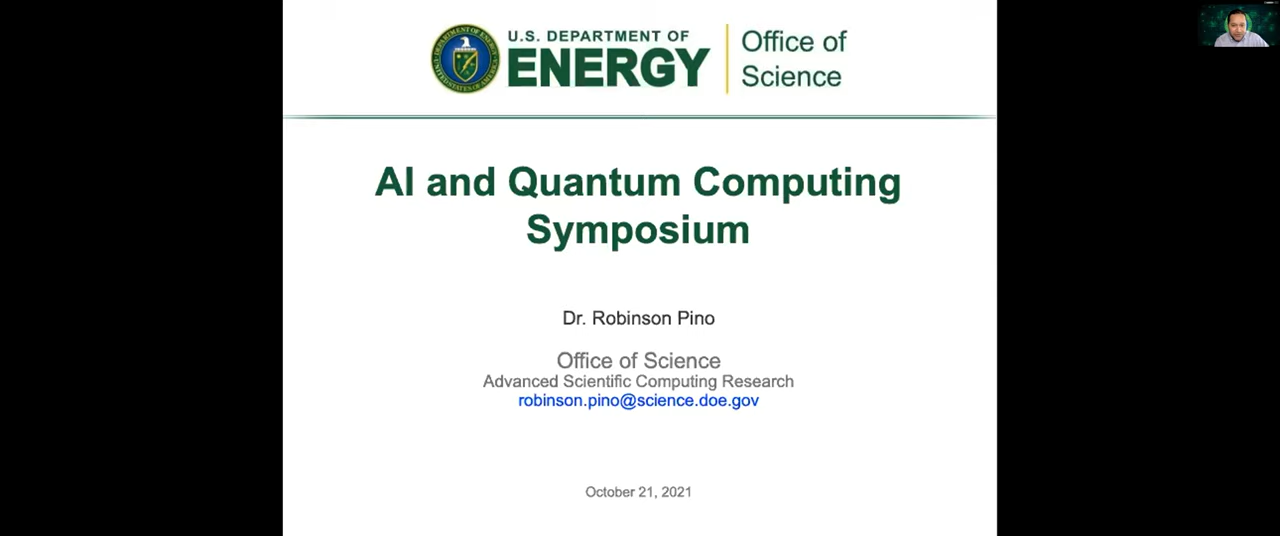 U.S. DEPARTMENT OF
ENERGY
Office of
Science
AI and Quantum Computing
Symposium
Dr. Robinson Pino
Office of Science
Advanced Scientific Computing Research
robinson.pino@science.doe.gov
October 21, 2021